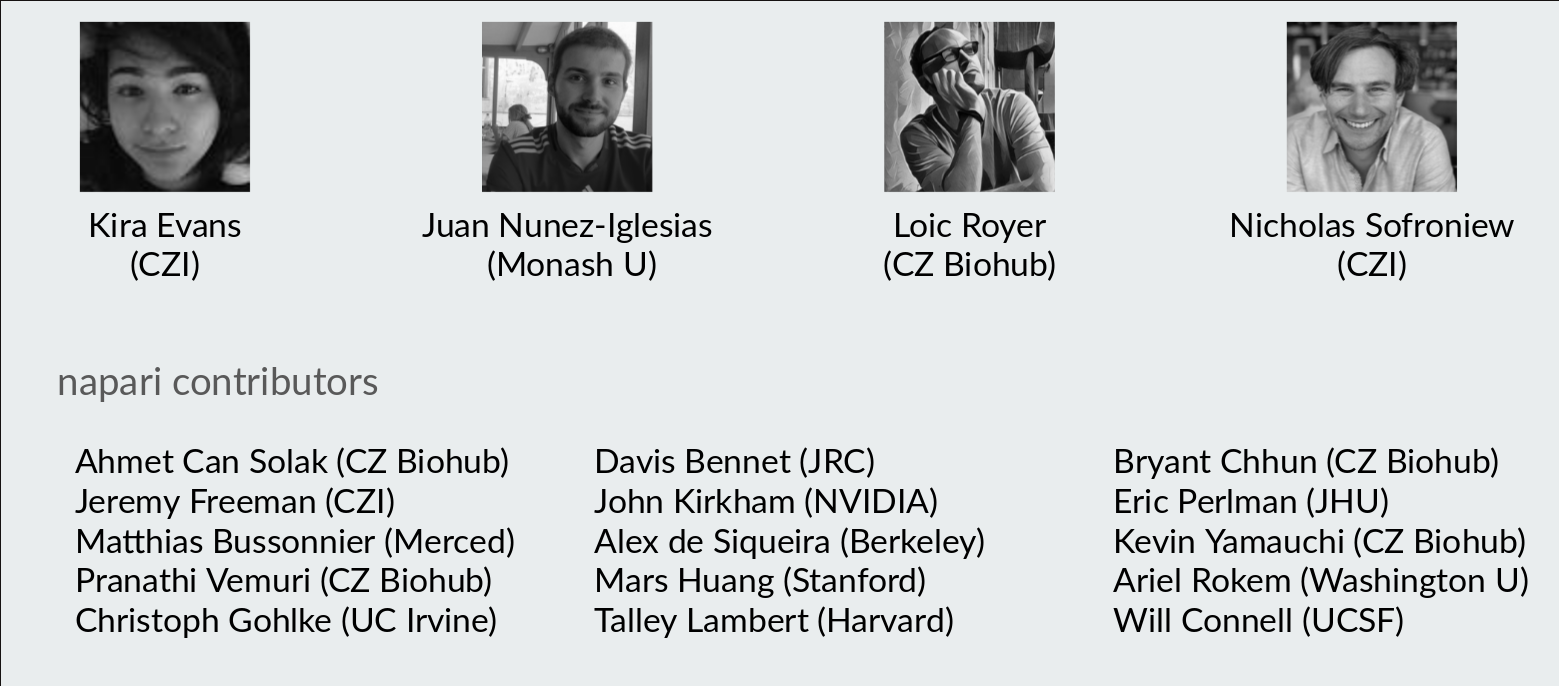 Kira Evans
(CZI)
Juan Nunez-Iglesias
(Monash U)
Loic Royer
(CZ Biohub)
Nicholas Sofroniew
(CZI)
napari contributors
Ahmet Can Solak (CZ Biohub)
Jeremy Freeman (CZI)
Matthias Bussonnier (Merced)
Pranathi Vemuri (CZ Biohub)
Christoph Gohlke (UC Irvine)
Davis Bennet (JRC)
John Kirkham (NVIDIA)
Alex de Siqueira (Berkeley)
Mars Huang (Stanford)
Talley Lambert (Harvard)
Bryant Chhun (CZ Biohub)
Eric Perlman (JHU)
Kevin Yamauchi (CZ Biohub)
Ariel Rokem (Washington U)
Will Connell (UCSF)